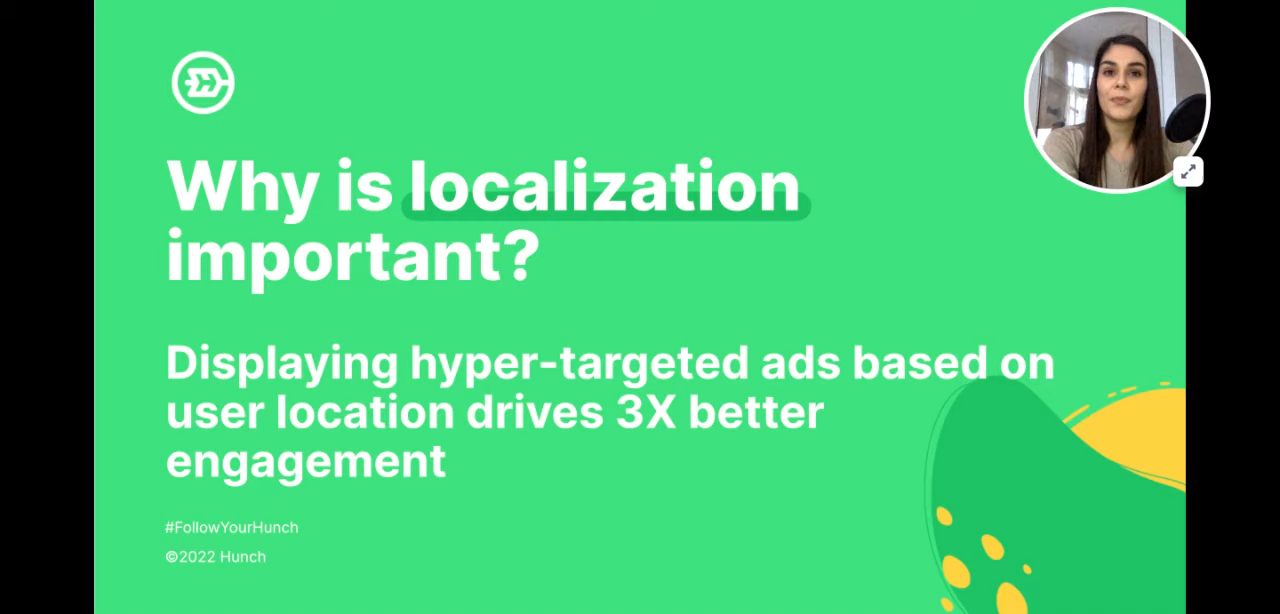 Why is localization
important?
Displaying hyper-targeted ads based on
user location drives 3X better
engagement
#FollowYourHunch
©2022 Hunch